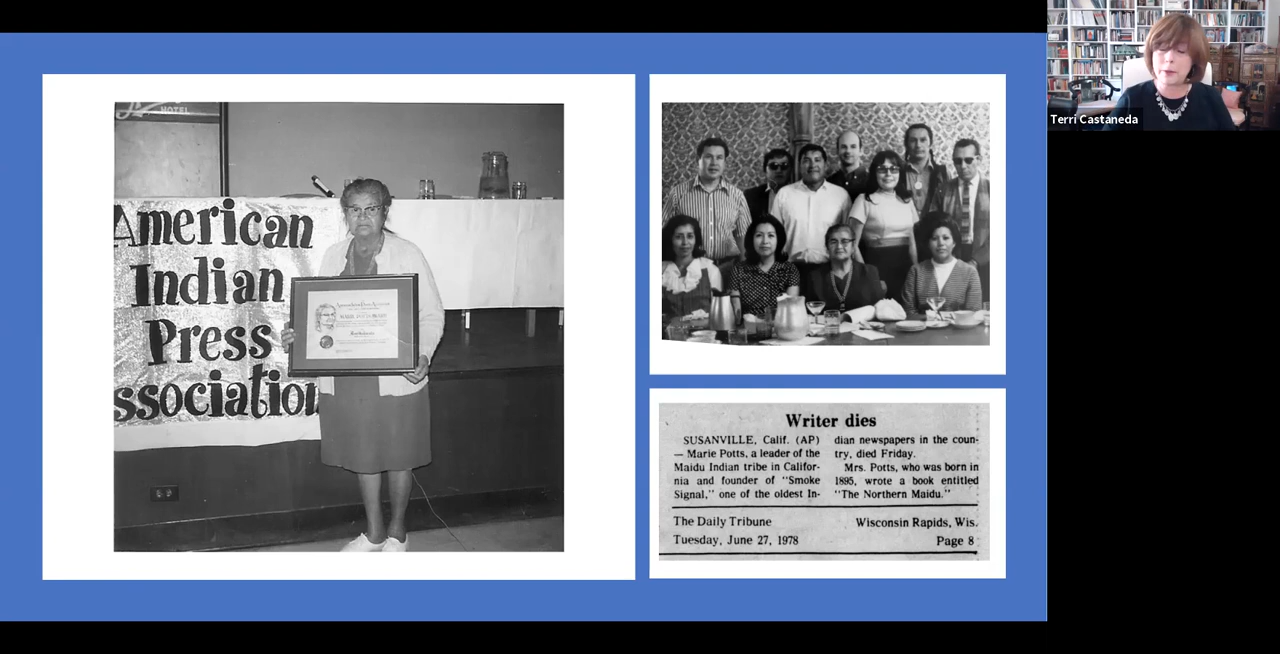 HOTEL
American
Indian
Press
ssociation
Writer dies
SUSANVILLE, Calif. (AP)
— Marie Potts, a leader of the
Maidu Indian tribe in Califor-
nia and founder of "Smoke
Signal," one of the oldest In-
dian newspapers in the coun-
try, died Friday.
Mrs. Potts, who was born in
1895, wrote a book entitled
"The Northern Maidu."
The Daily Tribune
Wisconsin Rapids, Wis.
Tuesday, June 27, 1978
Page 8
Terri Castaneda